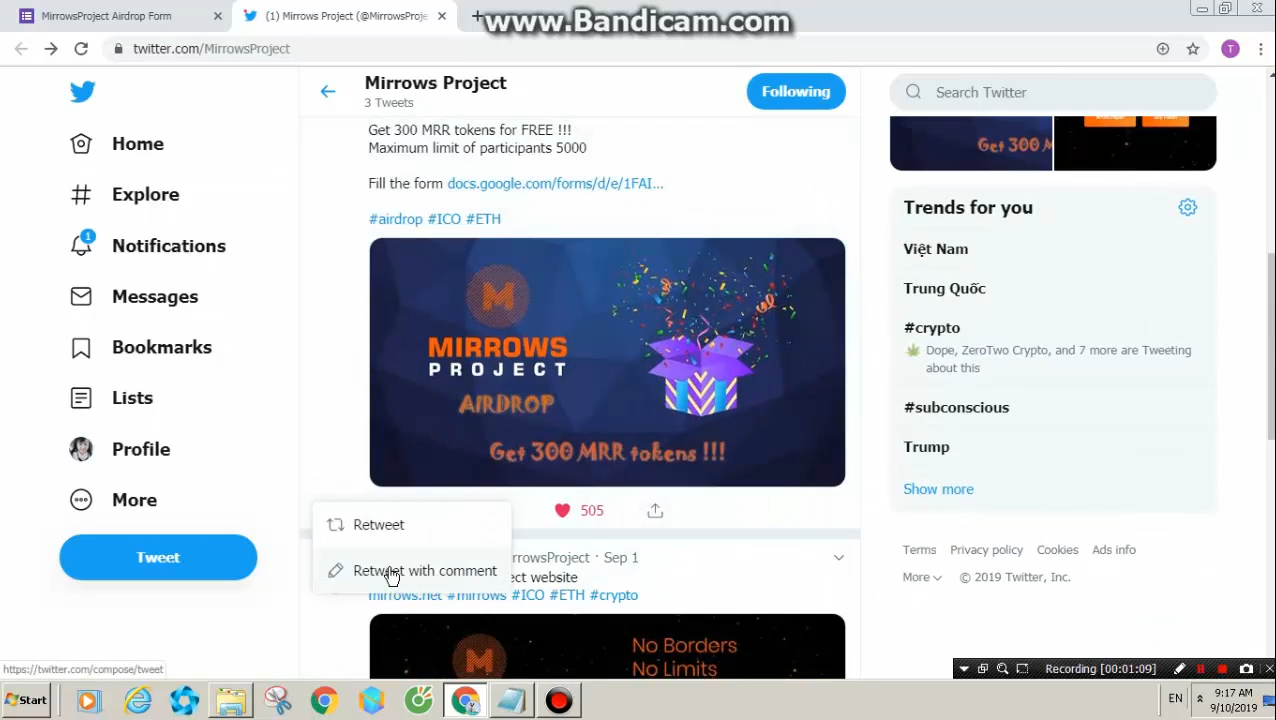 MirrowsProject Airdrop Form
(1) Mirrows Project (@MirrowsProje
www.Bandicam.com
twitter.com/MirrowsProject
T
Home
Explore
1
Notifications
Messages
Bookmarks
Lists
Profile
More
Tweet
Mirrows Project
3 Tweets
Following
Get 300 MRR tokens for FREE !!!
Maximum limit of participants 5000
Fill the form docs.google.com/forms/d/e/1FAI...
#airdrop #ICO #ETH
M
MIRROWS
PROJECT
AIRDROP
Get 300 MRR tokens !!!
505
Retweet
Retweet with comment
rrowsProject · Sep 1
ect website
mirrows.net #mirrows #ICO #ETH #crypto
M
No Borders
No Limits
Search Twitter
Get 300 M
Trends for you
Việt Nam
Trung Quốc
#crypto
Dope, ZeroTwo Crypto, and 7 more are Tweeting
about this
#subconscious
Trump
Show more
Terms Privacy policy Cookies Ads info
More © 2019 Twitter, Inc.
https://twitter.com/compose/tweet
Recording [00:01:09]
Start
EN
9:17 AM
9/10/2019